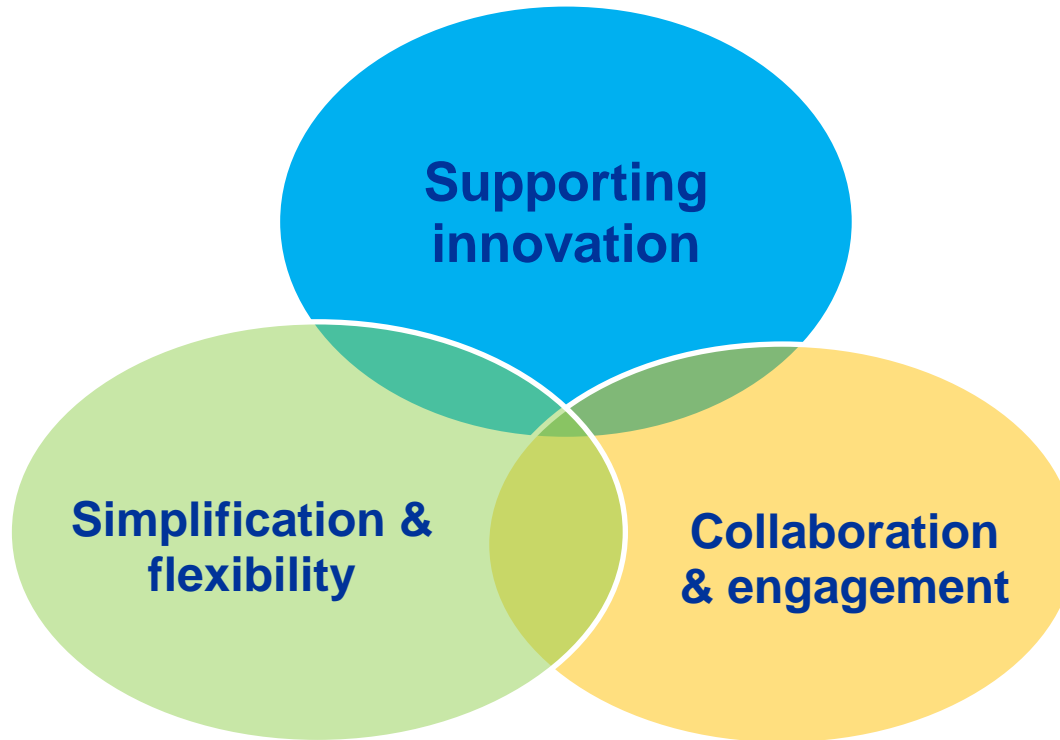 Supporting
innovation
Simplification &
flexibility
Collaboration
& engagement